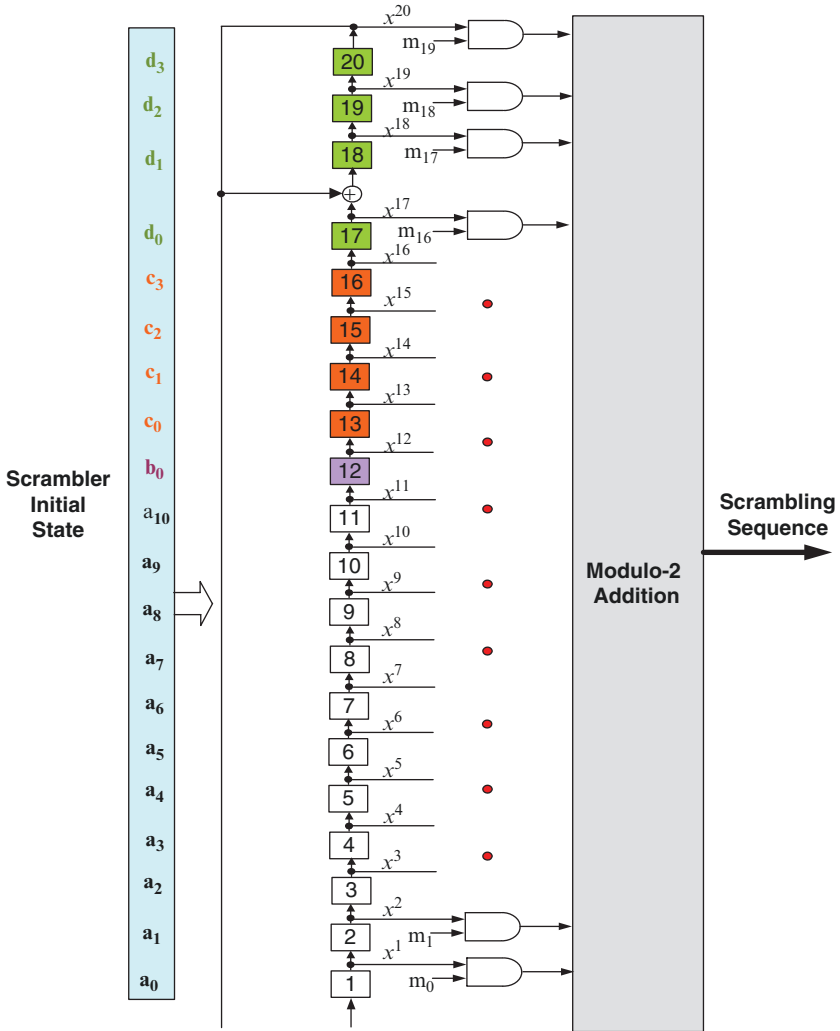 d₃
d₂
d₁
d₀
c₃
c₂
c₁
c₀
b₀
a₁₀
a₉
a₈
a₇
a₆
a₅
a₄
a₃
a₂
a₁
a₀
Scrambler
Initial
State
x²⁰
m₁₉
20
x¹⁹
m₁₈
19
x¹⁸
m₁₇
18
+
x¹⁷
m₁₆
17
x¹⁶
16
x¹⁵
15
x¹⁴
14
x¹³
13
x¹²
12
x¹¹
11
x¹⁰
10
x⁹
9
x⁸
8
x⁷
7
x⁶
6
x⁵
5
x⁴
4
x³
3
x²
m₁
2
x¹
m₀
1
Modulo-2
Addition
Scrambling
Sequence